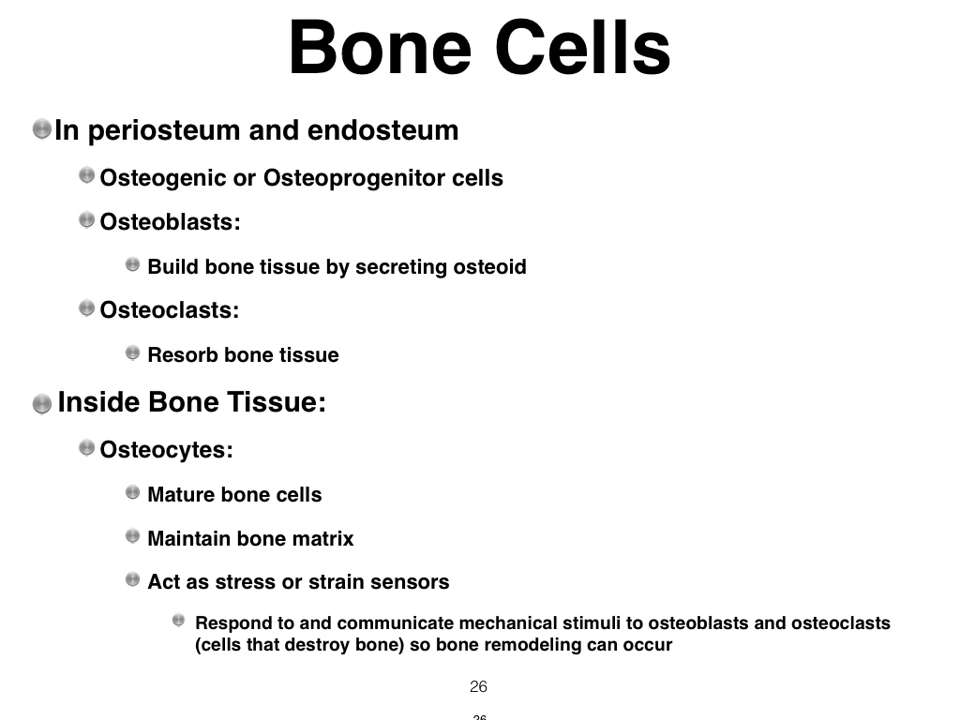 Bone Cells
In periosteum and endosteum
Osteogenic or Osteoprogenitor cells
Osteoblasts:
Build bone tissue by secreting osteoid
Osteoclasts:
Resorb bone tissue
Inside Bone Tissue:
Osteocytes:
Mature bone cells
Maintain bone matrix
Act as stress or strain sensors
Respond to and communicate mechanical stimuli to osteoblasts and osteoclasts
(cells that destroy bone) so bone remodeling can occur
26
26